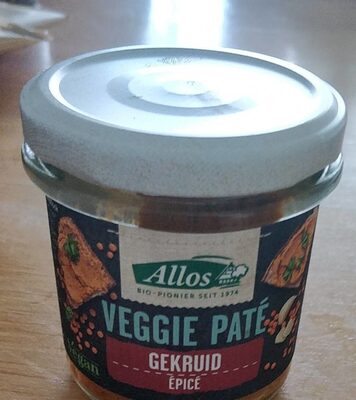 Allos
BIO-PIONIER SEIT 1974
VEGGIE PATÉ
GEKRUID
ÉPICÉ
Vegan